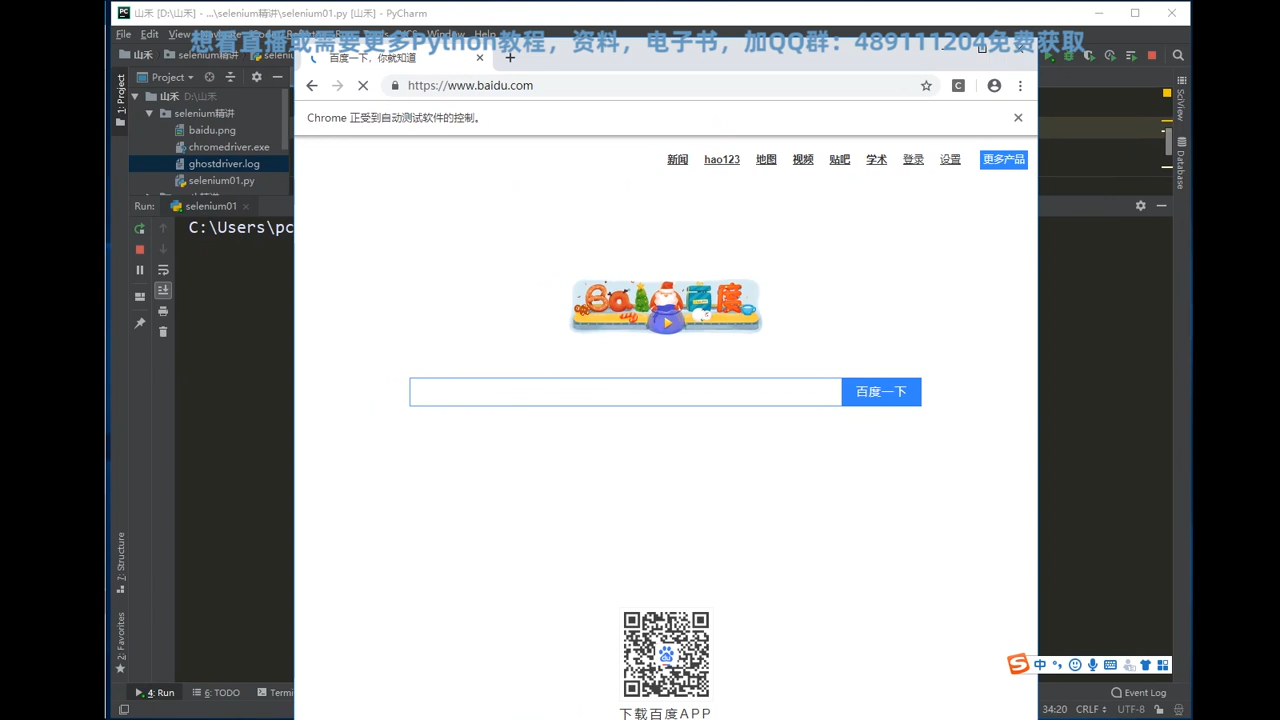 山禾 [D:\山禾] - ...\selenium精讲\selenium01.py [山禾] - PyCharm
File Edit View Help
想看直播或需要更多Python教程，资料，电子书，加QQ群：489111204免费获取
山禾 selenium精讲 seleni
百度一下，你就知道
Project
1: Project
https://www.baidu.com
山禾 D:\山禾
selenium精讲
baidu.png
chromedriver.exe
ghostdriver.log
selenium01.py
Chrome 正受到自动测试软件的控制。
SciView
Database
新闻 hao123 地图 视频 贴吧 学术 登录 设置 更多产品
Run: selenium01
C:\Users\pc
百度
百度一下
7: Structure
2: Favorites
下载百度APP
中
4: Run 6: TODO Termi
Event Log
34:20 CRLF UTF-8